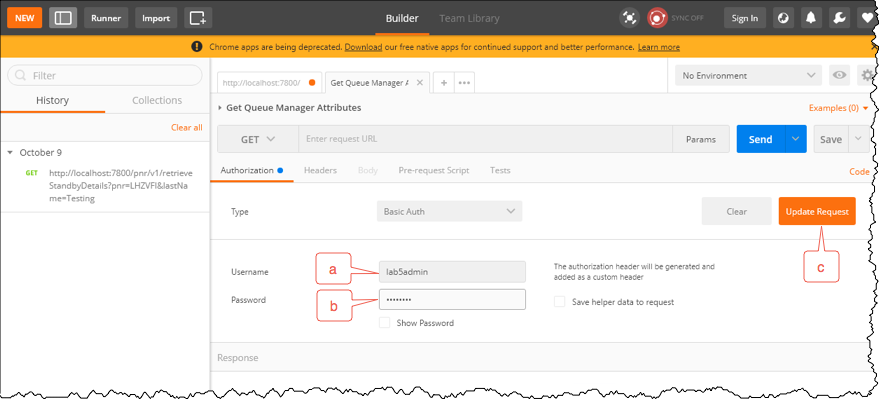 NEW Runner Import Builder Team Library SYNC OFF Sign In
Chrome apps are being deprecated. Download our free native apps for continued support and better performance. Learn more
Filter
History Collections
Clear all
October 9
GET http://localhost:7800/pnr/v1/retrieve
StandbyDetails?pnr=LHZVFI&lastNa
me=Testing
http://localhost:7800/ Get Queue Manager A No Environment
Get Queue Manager Attributes Examples (0)
GET Enter request URL Params Send Save
Authorization Headers Body Pre-request Script Tests Code
Type Basic Auth Clear Update Request
c
Username a lab5admin
Password b ••••••••
Show Password
The authorization header will be generated and
added as a custom header
Save helper data to request
Response